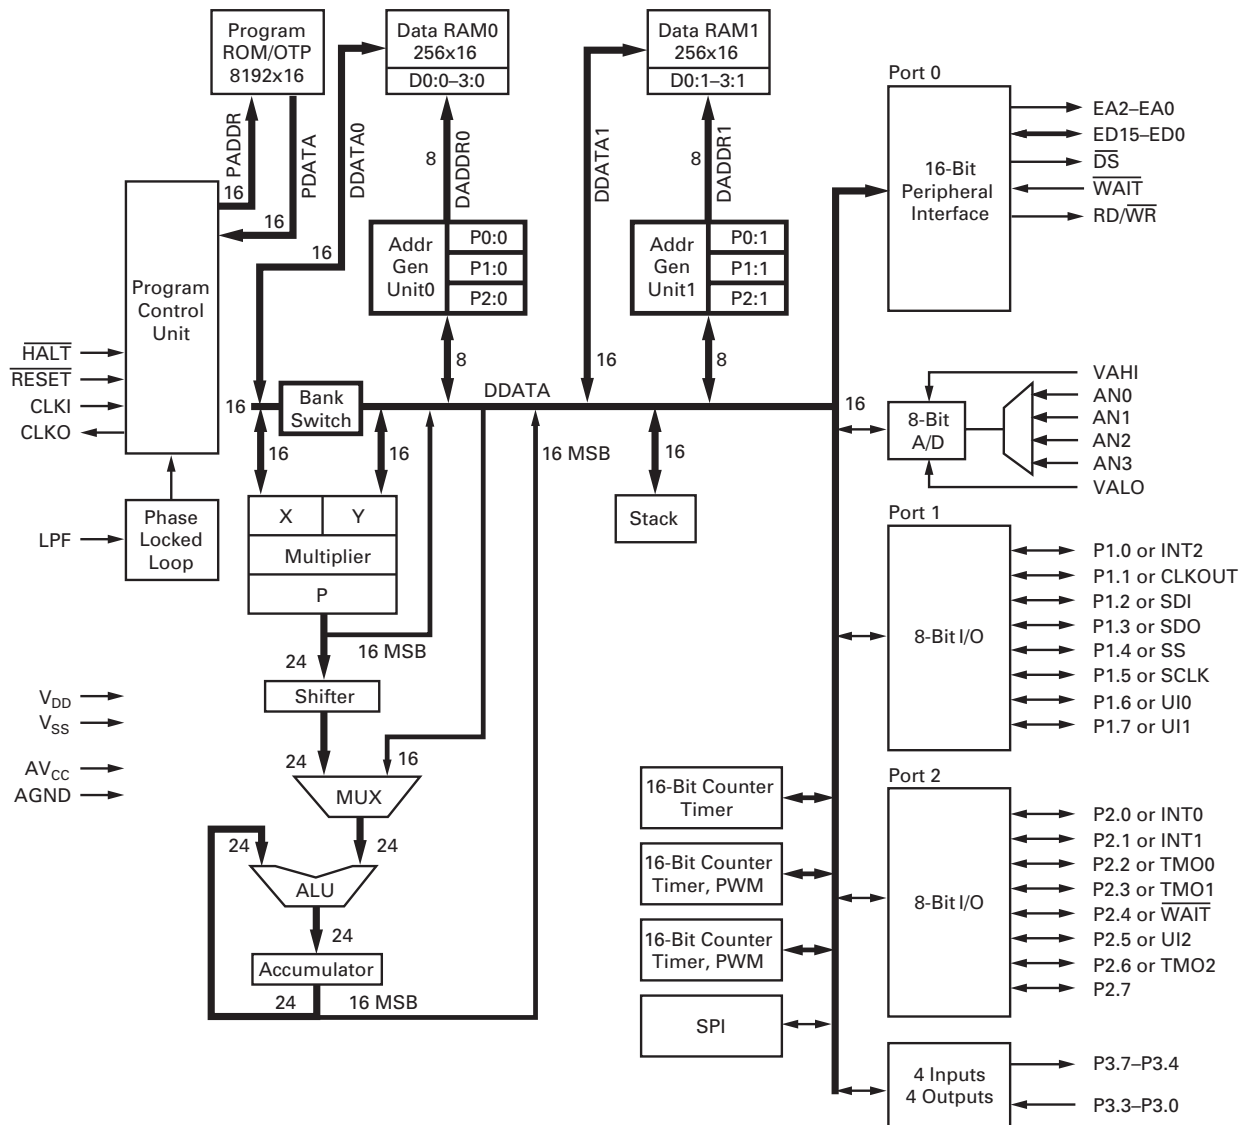 Program
ROM/OTP
8192x16
Data RAM0
256x16
D0:0–3:0
Data RAM1
256x16
D0:1–3:1
PADDR
PDATA
DDATA0
DADDR0
DDATA1
DADDR1
16
16
16
8
8
Program
Control
Unit
Addr
Gen
Unit0
P0:0
P1:0
P2:0
Addr
Gen
Unit1
P0:1
P1:1
P2:1
8
16
8
H̅A̅L̅T̅
R̅E̅S̅E̅T̅
CLKI
CLKO
LPF
Phase
Locked
Loop
16
Bank
Switch
DDATA
16
16
16
16 MSB
16
Stack
X
Y
Multiplier
P
24
16 MSB
Shifter
24
16
MUX
24
24
ALU
24
Accumulator
24
16 MSB
V_DD
V_SS
AV_CC
AGND
16-Bit Counter
Timer
16-Bit Counter
Timer, PWM
16-Bit Counter
Timer, PWM
SPI
Port 0
16-Bit
Peripheral
Interface
EA2–EA0
ED15–ED0
D̅S̅
W̅A̅I̅T̅
RD/W̅R̅
8-Bit
A/D
VAHI
AN0
AN1
AN2
AN3
VALO
Port 1
8-Bit I/O
P1.0 or INT2
P1.1 or CLKOUT
P1.2 or SDI
P1.3 or SDO
P1.4 or SS
P1.5 or SCLK
P1.6 or UI0
P1.7 or UI1
Port 2
8-Bit I/O
P2.0 or INT0
P2.1 or INT1
P2.2 or TMO0
P2.3 or TMO1
P2.4 or W̅A̅I̅T̅
P2.5 or UI2
P2.6 or TMO2
P2.7
4 Inputs
4 Outputs
P3.7–P3.4
P3.3–P3.0